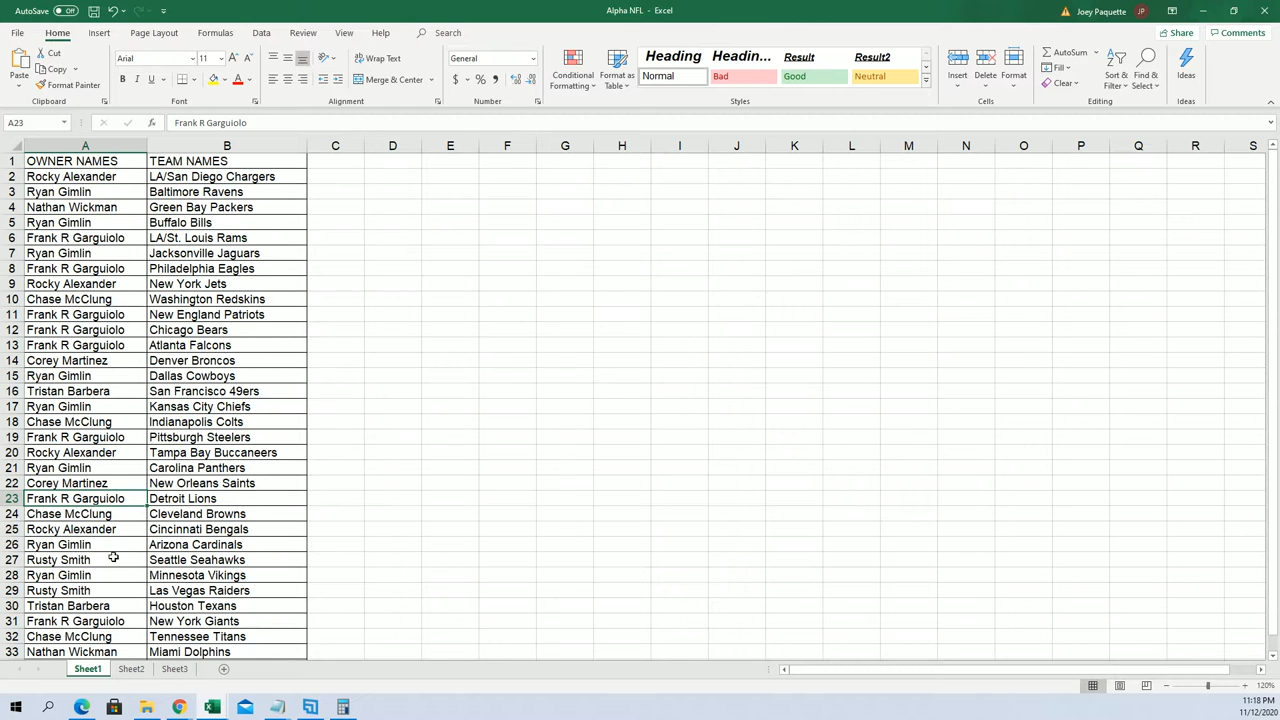 AutoSave Off Alpha NFL - Excel Joey Paquette JP
File Home Insert Page Layout Formulas Data Review View Help Search Share Comments
Paste Cut Copy Format Painter Clipboard
Arial 11 A A B I U A Font
ab Wrap Text Merge & Center Alignment
General $ % , Number
Conditional Formatting Format as Table
Heading Headin... Result Result2
Normal Bad Good Neutral
Styles
Insert Delete Format Cells
AutoSum Fill Clear Sort & Filter Find & Select Editing
Ideas Ideas
A23 fx Frank R Garguiolo
A B C D E F G H I J K L M N O P Q R S
1 OWNER NAMES TEAM NAMES
2 Rocky Alexander LA/San Diego Chargers
3 Ryan Gimlin Baltimore Ravens
4 Nathan Wickman Green Bay Packers
5 Ryan Gimlin Buffalo Bills
6 Frank R Garguiolo LA/St. Louis Rams
7 Ryan Gimlin Jacksonville Jaguars
8 Frank R Garguiolo Philadelphia Eagles
9 Rocky Alexander New York Jets
10 Chase McClung Washington Redskins
11 Frank R Garguiolo New England Patriots
12 Frank R Garguiolo Chicago Bears
13 Frank R Garguiolo Atlanta Falcons
14 Corey Martinez Denver Broncos
15 Ryan Gimlin Dallas Cowboys
16 Tristan Barbera San Francisco 49ers
17 Ryan Gimlin Kansas City Chiefs
18 Chase McClung Indianapolis Colts
19 Frank R Garguiolo Pittsburgh Steelers
20 Rocky Alexander Tampa Bay Buccaneers
21 Ryan Gimlin Carolina Panthers
22 Corey Martinez New Orleans Saints
23 Frank R Garguiolo Detroit Lions
24 Chase McClung Cleveland Browns
25 Rocky Alexander Cincinnati Bengals
26 Ryan Gimlin Arizona Cardinals
27 Rusty Smith Seattle Seahawks
28 Ryan Gimlin Minnesota Vikings
29 Rusty Smith Las Vegas Raiders
30 Tristan Barbera Houston Texans
31 Frank R Garguiolo New York Giants
32 Chase McClung Tennessee Titans
33 Nathan Wickman Miami Dolphins
Sheet1 Sheet2 Sheet3
120%
11:18 PM
11/12/2020